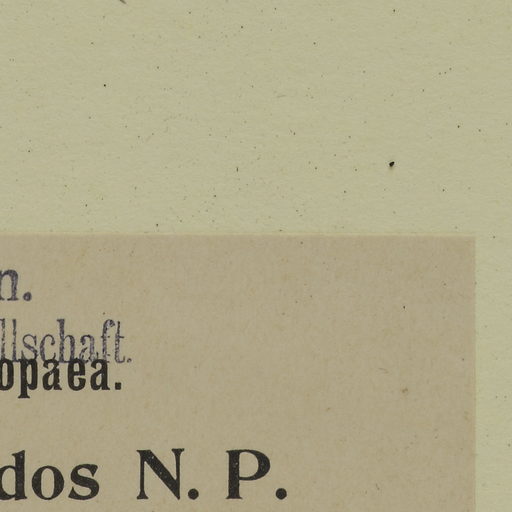 n.
llschaft.
opaea.
dos N. P.